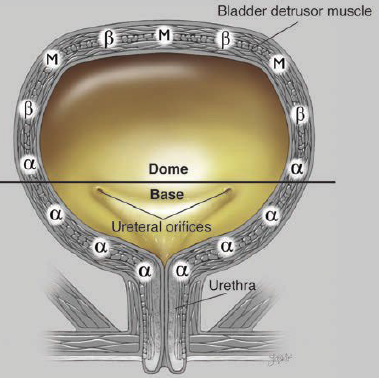 Bladder detrusor muscle
β M β
M M
β β
α α
Dome
Base
α α
Ureteral orifices
α α
α α
Urethra